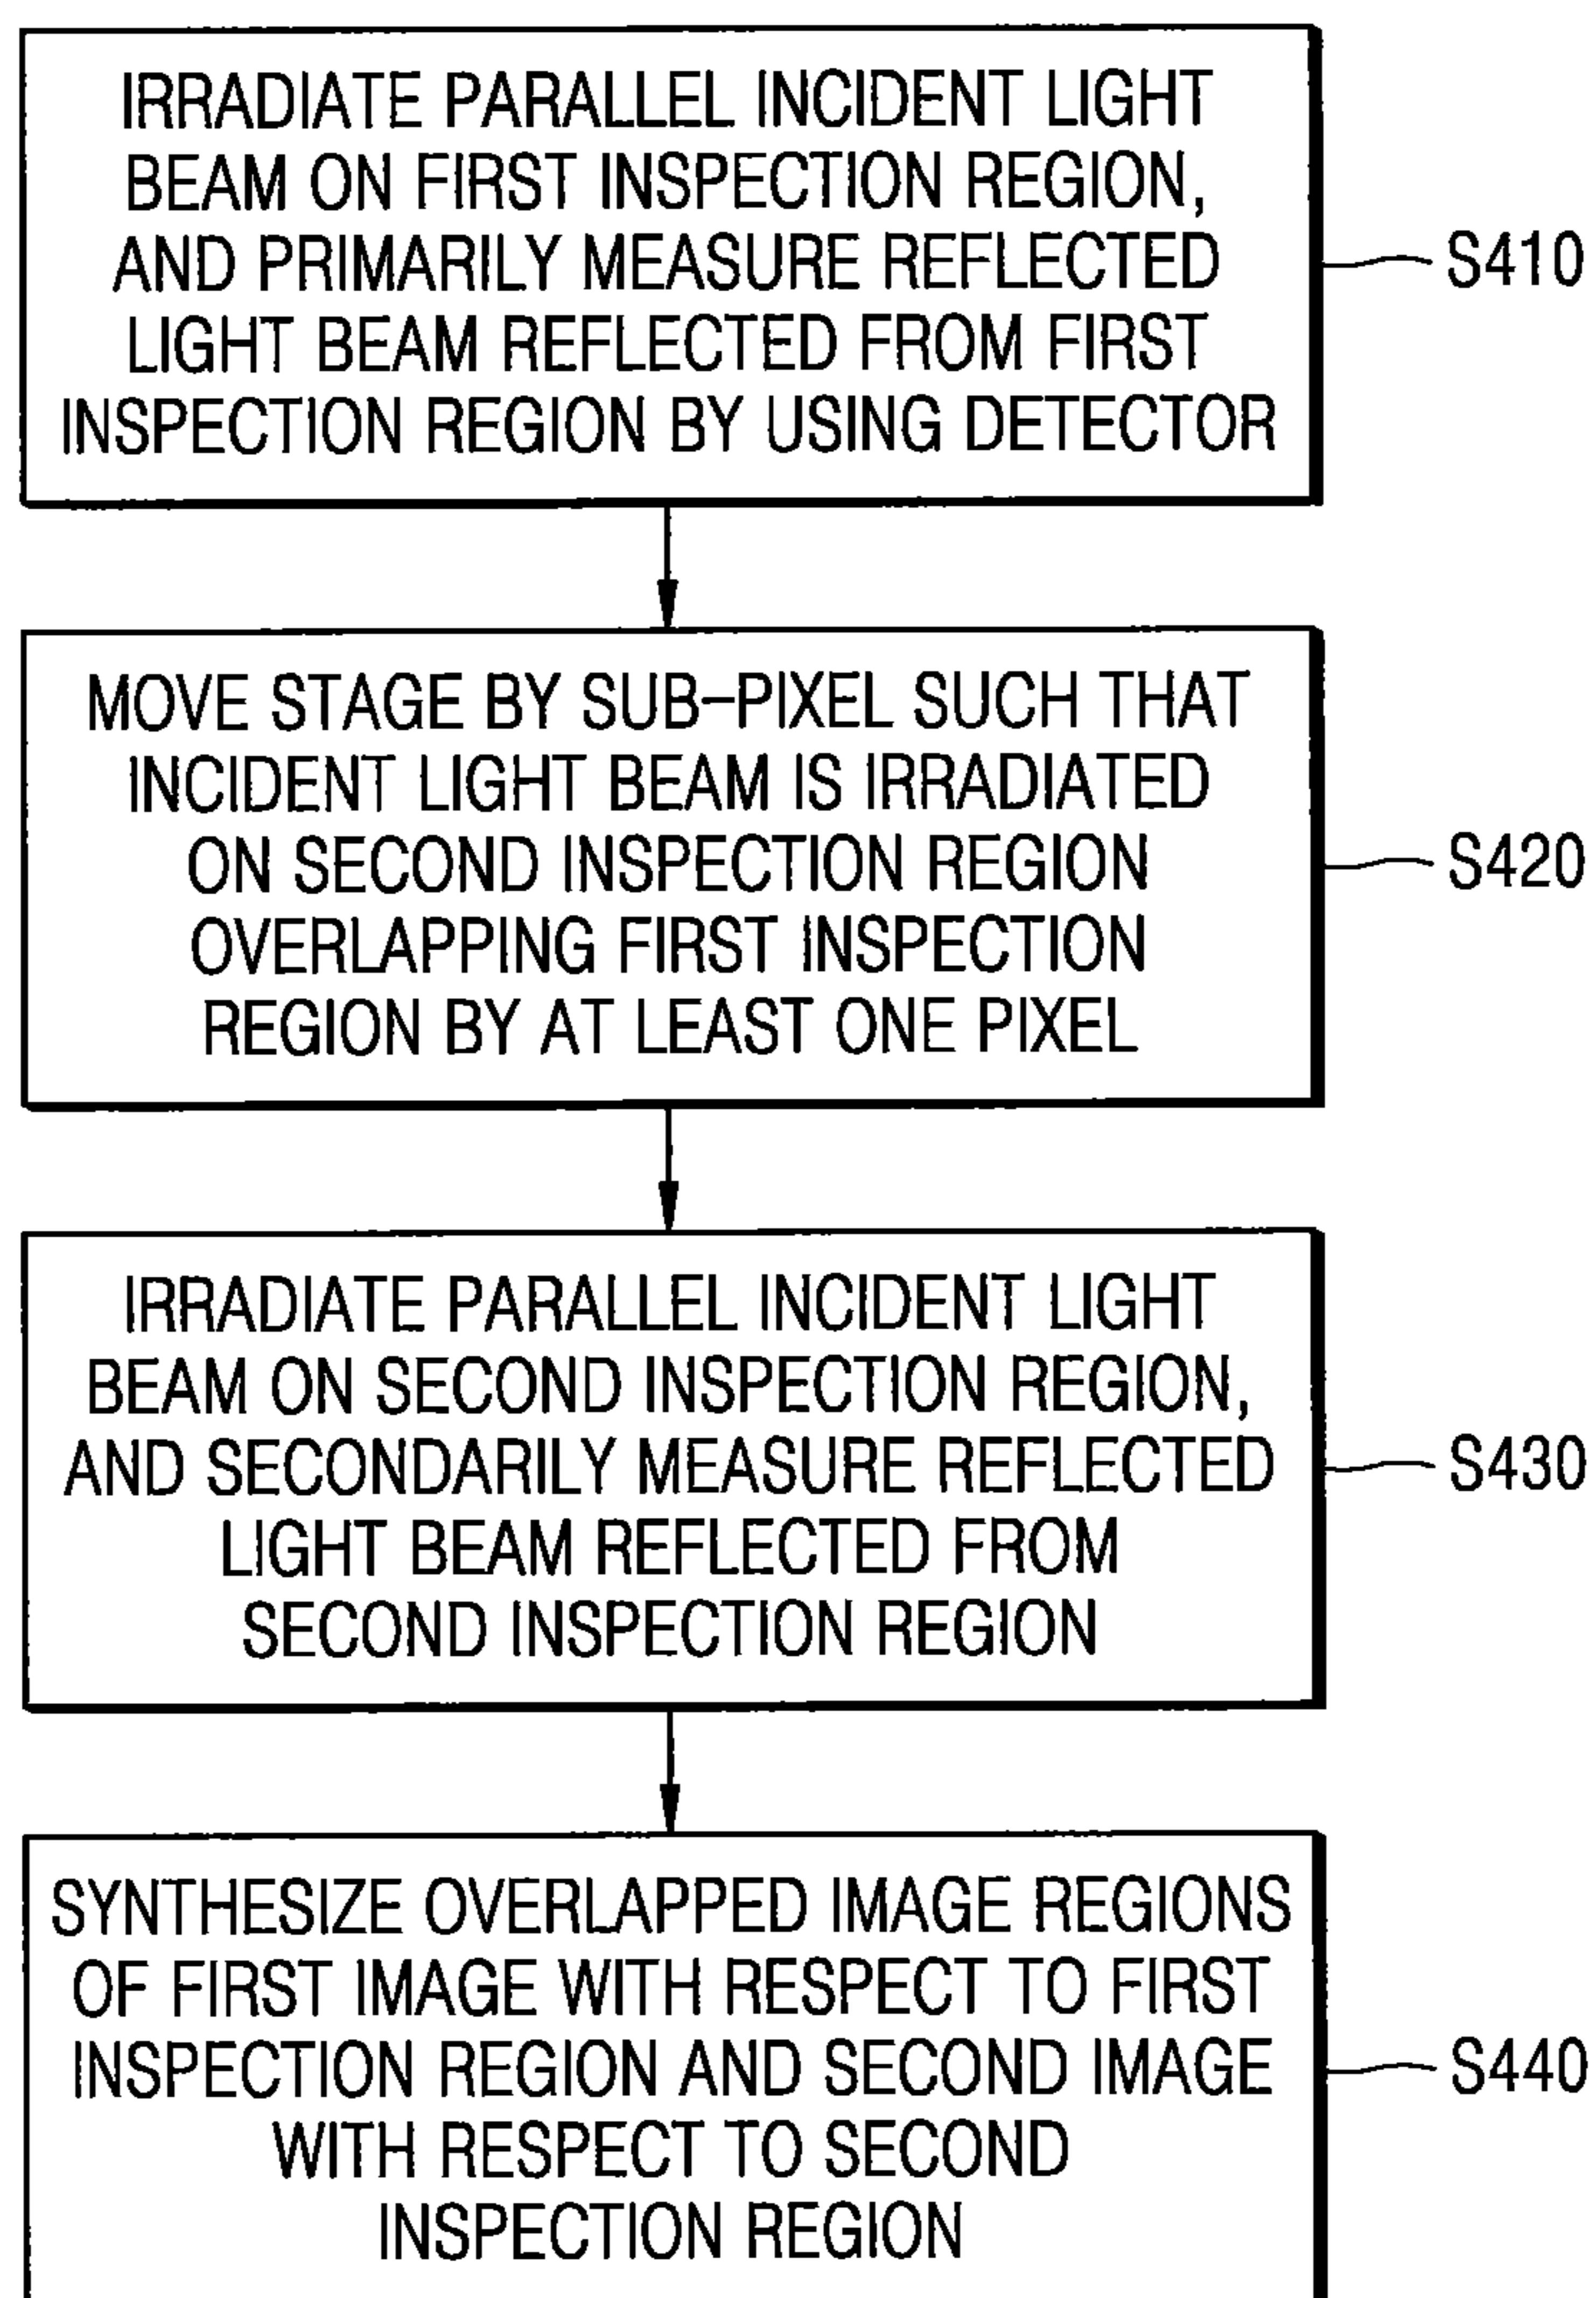 IRRADIATE PARALLEL INCIDENT LIGHT
BEAM ON FIRST INSPECTION REGION,
AND PRIMARILY MEASURE REFLECTED
LIGHT BEAM REFLECTED FROM FIRST
INSPECTION REGION BY USING DETECTOR
S410
MOVE STAGE BY SUB-PIXEL SUCH THAT
INCIDENT LIGHT BEAM IS IRRADIATED
ON SECOND INSPECTION REGION
OVERLAPPING FIRST INSPECTION
REGION BY AT LEAST ONE PIXEL
S420
IRRADIATE PARALLEL INCIDENT LIGHT
BEAM ON SECOND INSPECTION REGION,
AND SECONDARILY MEASURE REFLECTED
LIGHT BEAM REFLECTED FROM
SECOND INSPECTION REGION
S430
SYNTHESIZE OVERLAPPED IMAGE REGIONS
OF FIRST IMAGE WITH RESPECT TO FIRST
INSPECTION REGION AND SECOND IMAGE
WITH RESPECT TO SECOND
INSPECTION REGION
S440